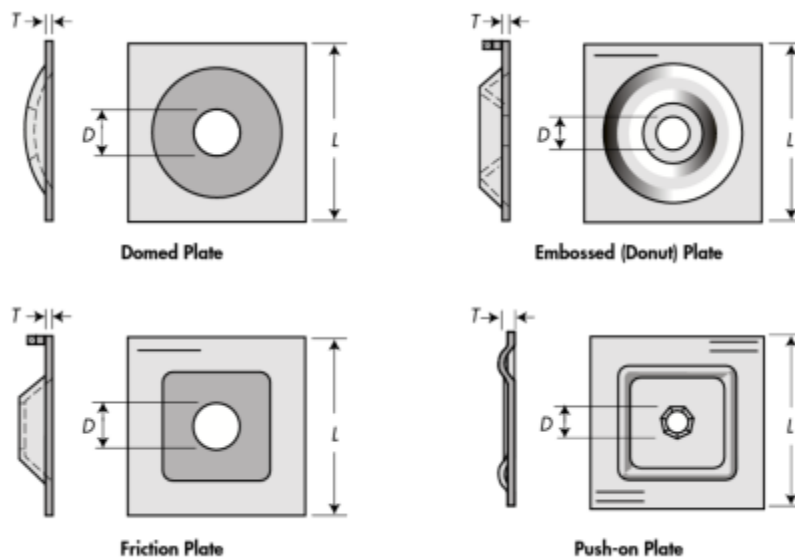 T
D
L
Domed Plate
T
D
L
Embossed (Donut) Plate
T
D
L
Friction Plate
T
D
L
Push-on Plate